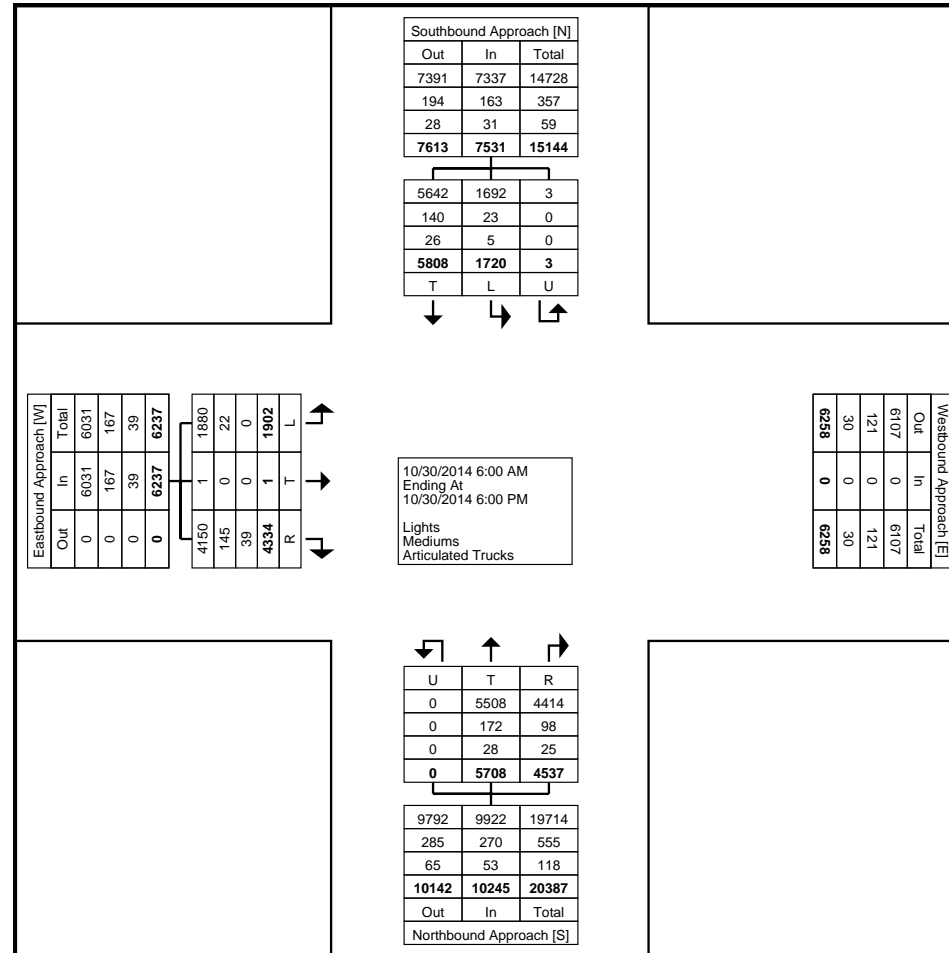 Southbound Approach [N]
Out In Total
7391 7337 14728
194 163 357
28 31 59
7613 7531 15144
5642 1692 3
140 23 0
26 5 0
5808 1720 3
T L U
Eastbound Approach [W]
Out In Total
0 6031 6031
0 167 167
0 39 39
0 6237 6237
4150 1 1880
145 0 22
39 0 0
4334 1 1902
R T L
10/30/2014 6:00 AM
Ending At
10/30/2014 6:00 PM
Lights
Mediums
Articulated Trucks
Westbound Approach [E]
Out In Total
6107 0 6107
121 0 121
30 0 30
6258 0 6258
U T R
0 5508 4414
0 172 98
0 28 25
0 5708 4537
9792 9922 19714
285 270 555
65 53 118
10142 10245 20387
Out In Total
Northbound Approach [S]